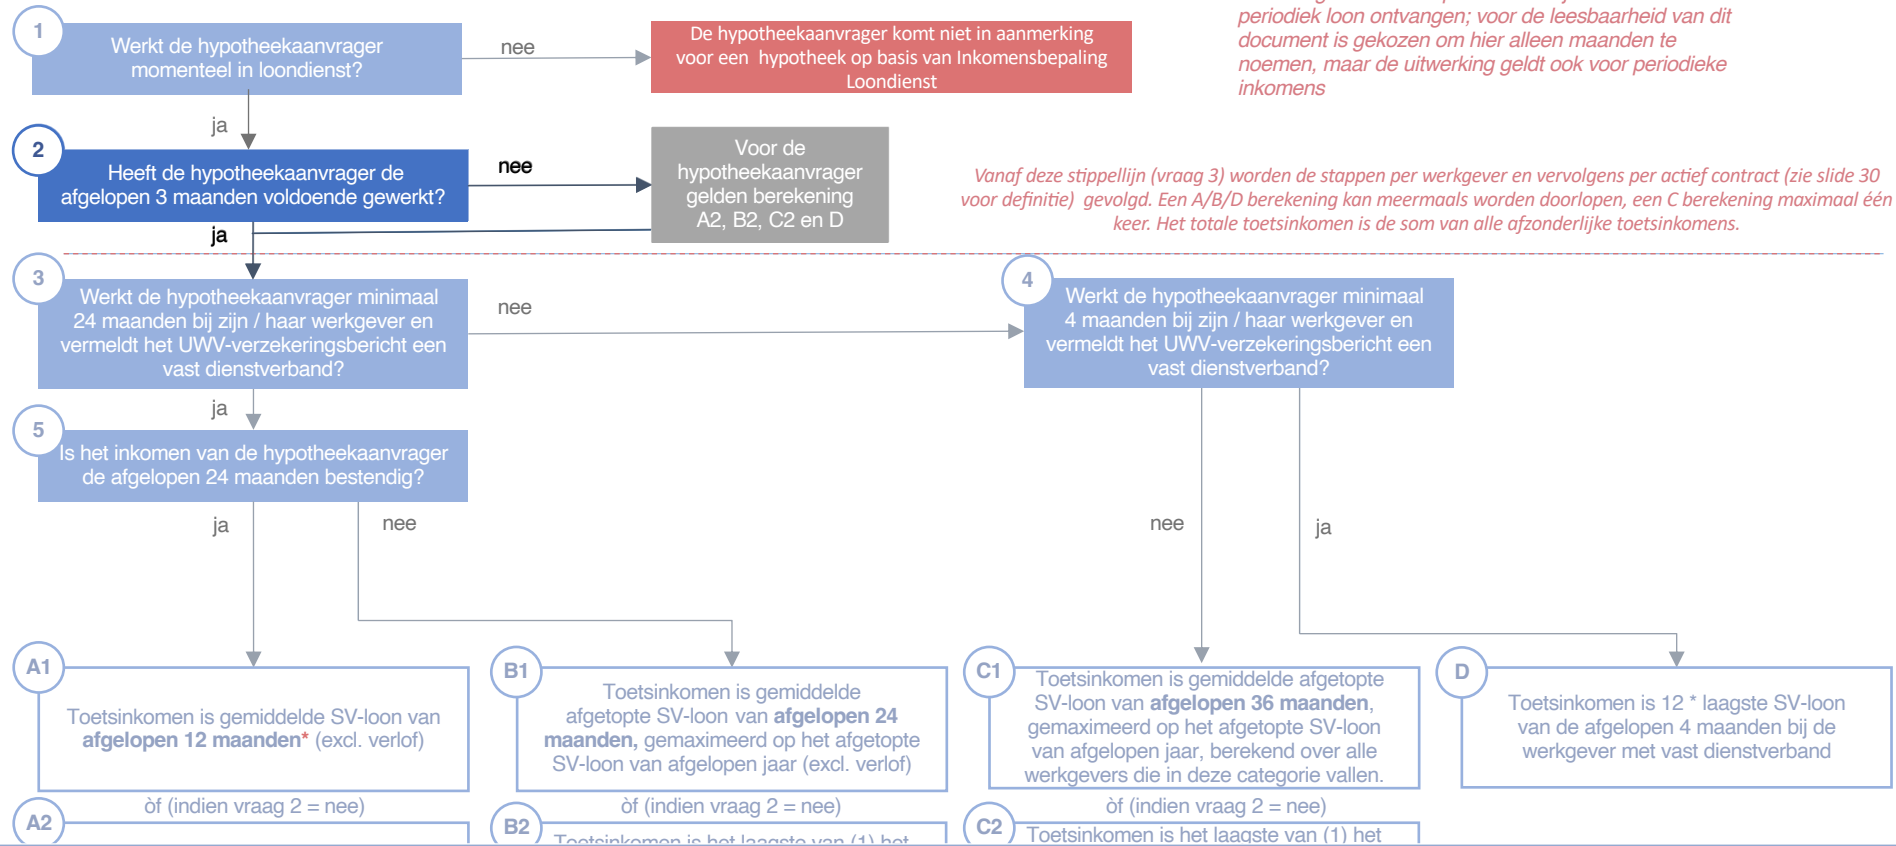 periodiek loon ontvangen; voor de leesbaarheid van dit
document is gekozen om hier alleen maanden te
noemen, maar de uitwerking geldt ook voor periodieke
inkomens
1
Werkt de hypotheekaanvrager
momenteel in loondienst?
nee
De hypotheekaanvrager komt niet in aanmerking
voor een hypotheek op basis van Inkomensbepaling
Loondienst
ja
2
Heeft de hypotheekaanvrager de
afgelopen 3 maanden voldoende gewerkt?
nee
Voor de
hypotheekaanvrager
gelden berekening
A2, B2, C2 en D
ja
Vanaf deze stippellijn (vraag 3) worden de stappen per werkgever en vervolgens per actief contract (zie slide 30
voor definitie) gevolgd. Een A/B/D berekening kan meermaals worden doorlopen, een C berekening maximaal één
keer. Het totale toetsinkomen is de som van alle afzonderlijke toetsinkomens.
3
Werkt de hypotheekaanvrager minimaal
24 maanden bij zijn / haar werkgever en
vermeldt het UWV-verzekeringsbericht een
vast dienstverband?
nee
4
Werkt de hypotheekaanvrager minimaal
4 maanden bij zijn / haar werkgever en
vermeldt het UWV-verzekeringsbericht een
vast dienstverband?
ja
5
Is het inkomen van de hypotheekaanvrager
de afgelopen 24 maanden bestendig?
ja
nee
nee
ja
A1
Toetsinkomen is gemiddelde SV-loon van
afgelopen 12 maanden* (excl. verlof)
B1
Toetsinkomen is gemiddelde
afgetopte SV-loon van afgelopen 24
maanden, gemaximeerd op het afgetopte
SV-loon van afgelopen jaar (excl. verlof)
C1
Toetsinkomen is gemiddelde afgetopte
SV-loon van afgelopen 36 maanden,
gemaximeerd op het afgetopte SV-loon
van afgelopen jaar, berekend over alle
werkgevers die in deze categorie vallen.
D
Toetsinkomen is 12 * laagste SV-loon
van de afgelopen 4 maanden bij de
werkgever met vast dienstverband
òf (indien vraag 2 = nee)
òf (indien vraag 2 = nee)
òf (indien vraag 2 = nee)
A2
B2
Toetsinkomen is het laagste van (1) het
C2
Toetsinkomen is het laagste van (1) het